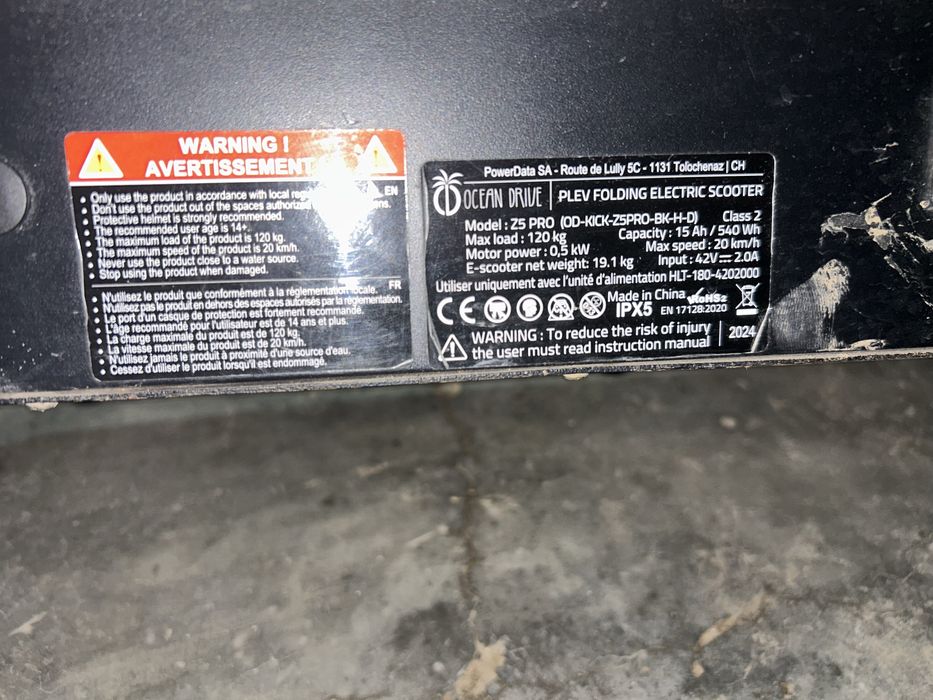 WARNING !
AVERTISSEMENT
EN
• Only use the product in accordance with local
• Don't use the product out of the spaces
• Protective helmet is strongly recommended.
• The recommended user age is 14+.
• The maximum load of the product is 120 kg.
• The maximum speed of the product is 20 km/h.
• Never use the product close to a water source.
• Stop using the product when damaged.
FR
• N'utilisez le produit que conformément à la réglementation locale.
• N'utilisez pas le produit en dehors des espaces autorisés par la réglementation.
• Le port d'un casque de protection est fortement recommandé.
• L'âge recommandé pour l'utilisateur est de 14 ans et plus.
• La charge maximale du produit est de 120 kg.
• La vitesse maximale du produit est de 20 km/h.
• N'utilisez jamais le produit à proximité d'une source d'eau.
• Cessez d'utiliser le produit lorsqu'il est endommagé.
PowerData SA - Route de Lully 5C - 1131 Tolochenaz | CH
OCEAN DRIVE | PLEV FOLDING ELECTRIC SCOOTER
Model : Z5 PRO (OD-KICK-Z5PRO-BK-H-D) Class 2
Max load : 120 kg Capacity : 15 Ah / 540 Wh
Motor power : 0,5 kW Max speed : 20 km/h
E-scooter net weight: 19.1 kg Input : 42V ⎓ 2.0A
Utiliser uniquement avec l'unité d'alimentation HLT-180-4202000
CE Made in China RoHS2
IPX5 EN 17128:2020
WARNING : To reduce the risk of injury
the user must read instruction manual | 2024